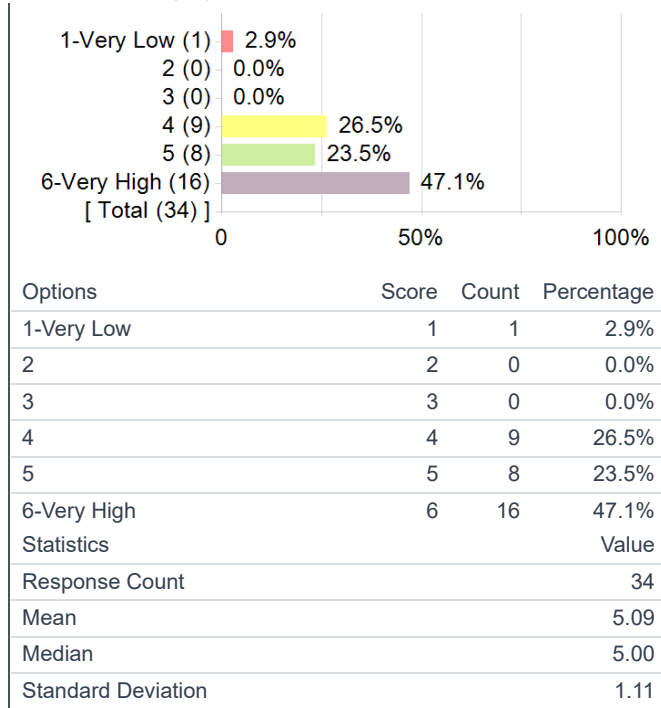 1-Very Low (1) 2.9%
2 (0) 0.0%
3 (0) 0.0%
4 (9) 26.5%
5 (8) 23.5%
6-Very High (16) 47.1%
[ Total (34) ]
0 50% 100%
Options Score Count Percentage
1-Very Low 1 1 2.9%
2 2 0 0.0%
3 3 0 0.0%
4 4 9 26.5%
5 5 8 23.5%
6-Very High 6 16 47.1%
Statistics Value
Response Count 34
Mean 5.09
Median 5.00
Standard Deviation 1.11